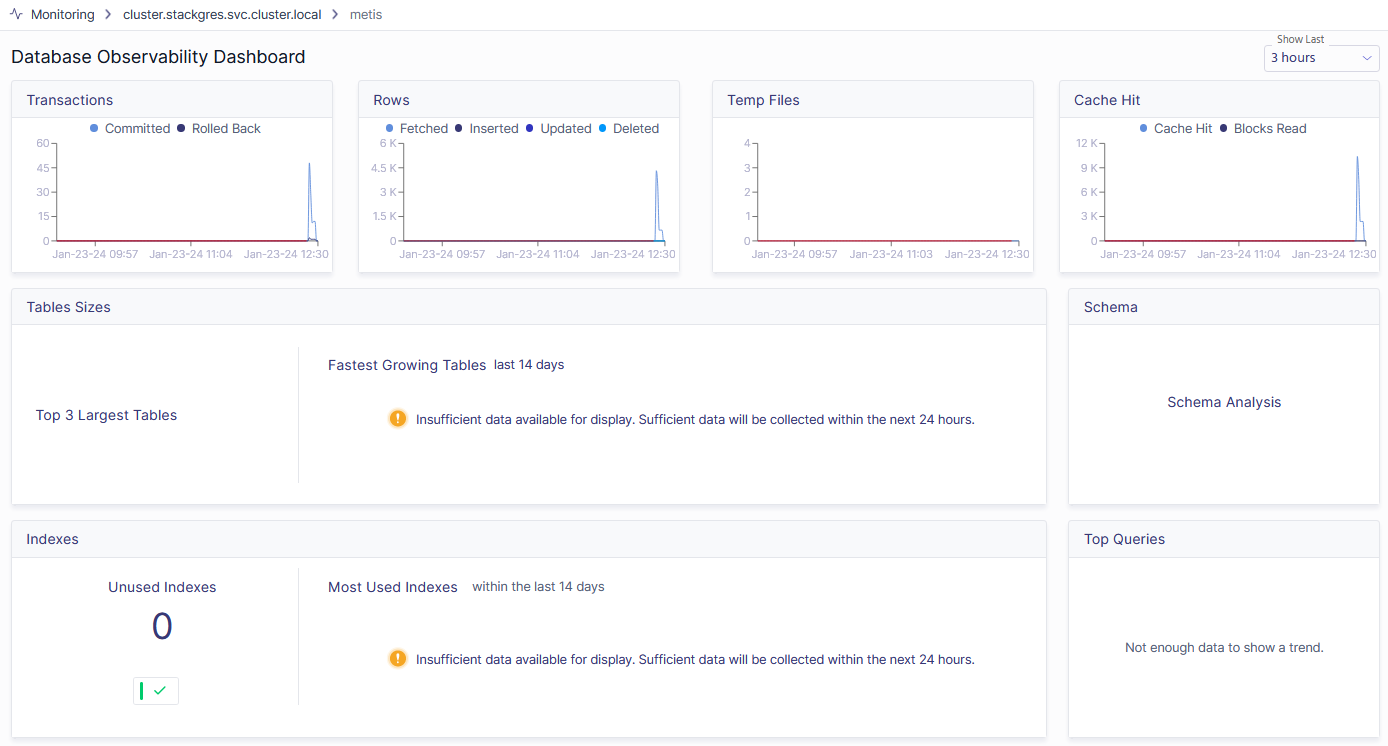 Monitoring > cluster.stackgres.svc.cluster.local > metis
Database Observability Dashboard
Show Last
3 hours
Transactions
Committed Rolled Back
60
45
30
15
0
Jan-23-24 09:57 Jan-23-24 11:04 Jan-23-24 12:30
Rows
Fetched Inserted Updated Deleted
6 K
4.5 K
3 K
1.5 K
0
Jan-23-24 09:57 Jan-23-24 11:04 Jan-23-24 12:30
Temp Files
4
3
2
1
0
Jan-23-24 09:57 Jan-23-24 11:03 Jan-23-24 12:30
Cache Hit
Cache Hit Blocks Read
12 K
9 K
6 K
3 K
0
Jan-23-24 09:57 Jan-23-24 11:04 Jan-23-24 12:30
Tables Sizes
Top 3 Largest Tables
Fastest Growing Tables last 14 days
Insufficient data available for display. Sufficient data will be collected within the next 24 hours.
Schema
Schema Analysis
Indexes
Unused Indexes
0
Most Used Indexes within the last 14 days
Insufficient data available for display. Sufficient data will be collected within the next 24 hours.
Top Queries
Not enough data to show a trend.